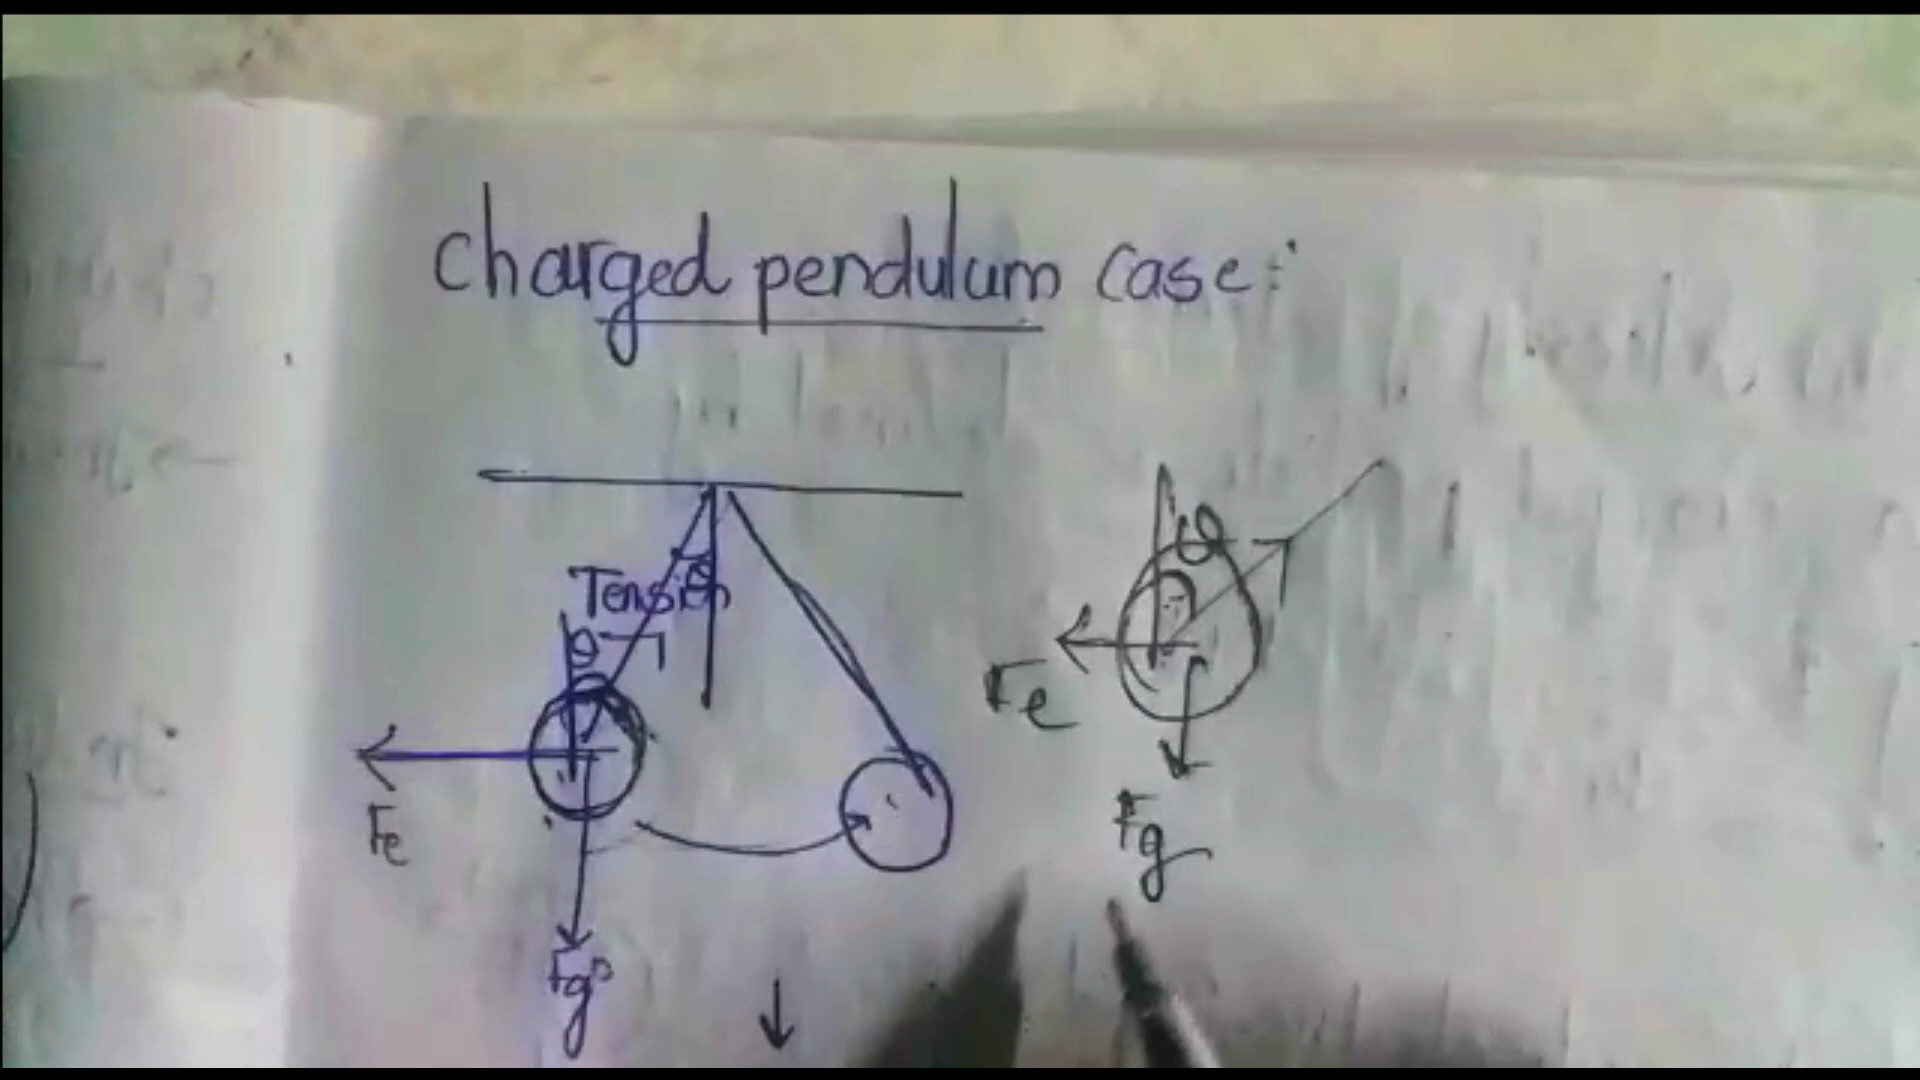 Charged pendulum case:
θ
θ
Tension
θ
Fe
Fe
Fg
Fg